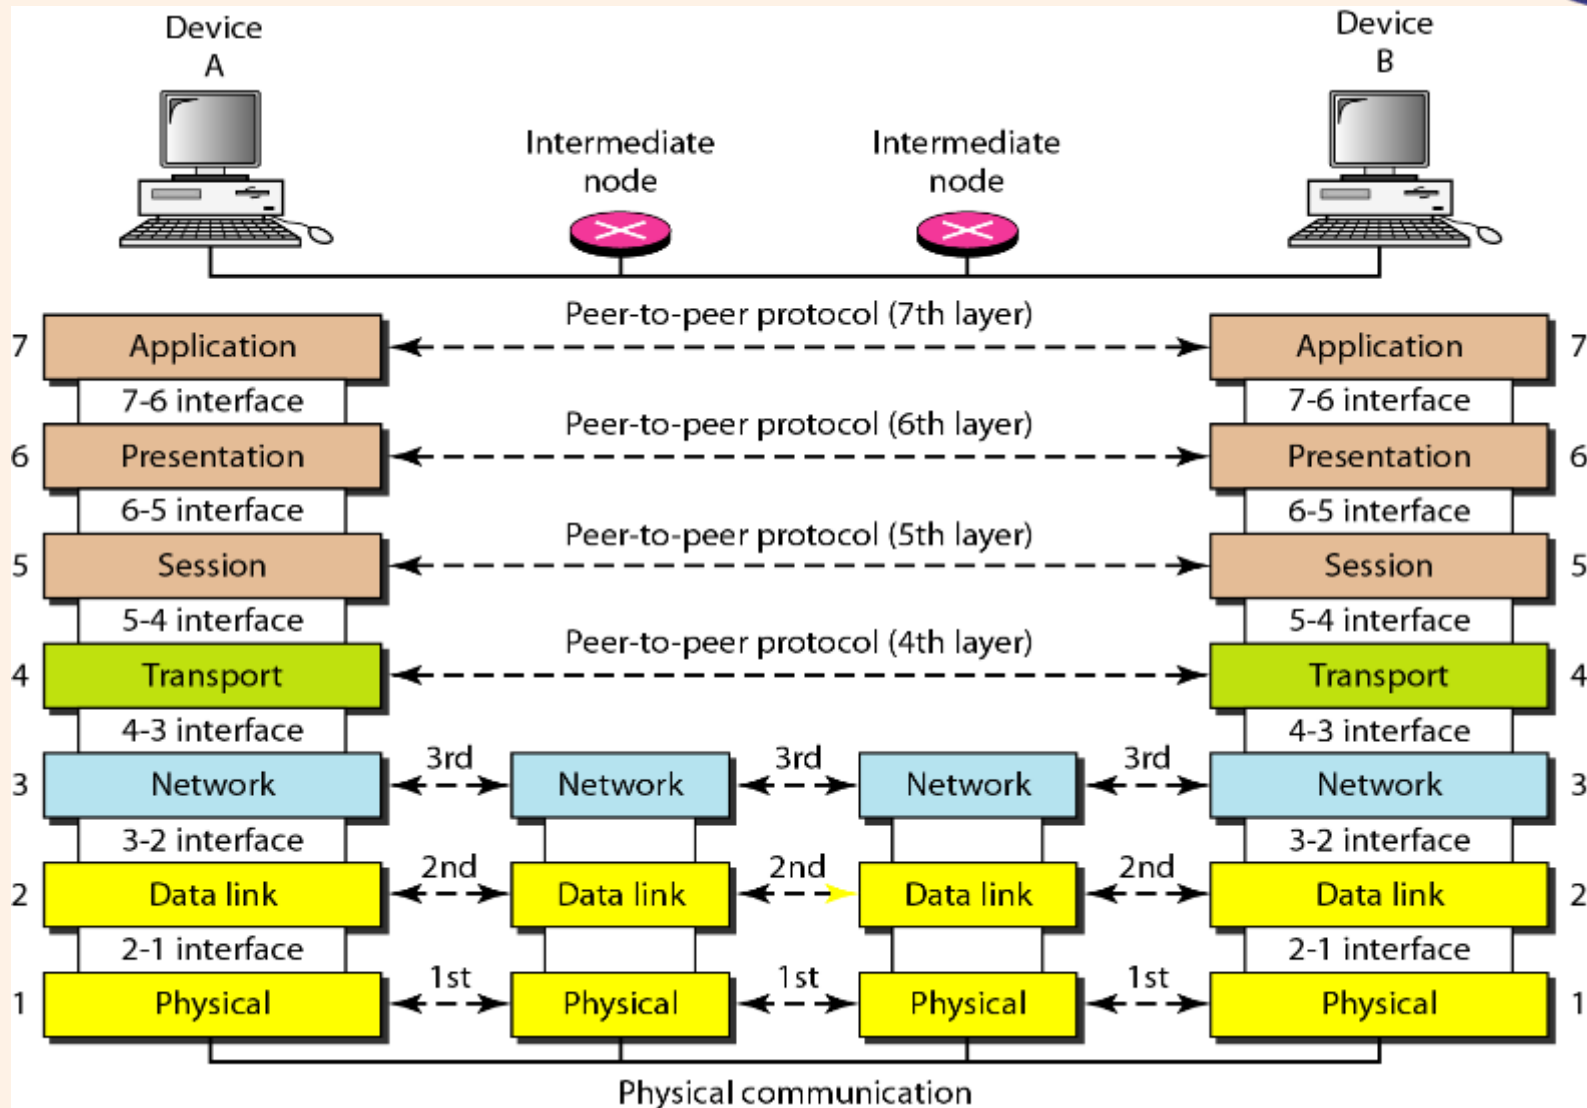 Device
A
Device
B
Intermediate
node
Intermediate
node
Peer-to-peer protocol (7th layer)
7 Application Application 7
7-6 interface 7-6 interface
Peer-to-peer protocol (6th layer)
6 Presentation Presentation 6
6-5 interface 6-5 interface
Peer-to-peer protocol (5th layer)
5 Session Session 5
5-4 interface 5-4 interface
Peer-to-peer protocol (4th layer)
4 Transport Transport 4
4-3 interface 4-3 interface
3rd 3rd 3rd
3 Network Network Network Network 3
3-2 interface 3-2 interface
2nd 2nd 2nd
2 Data link Data link Data link Data link 2
2-1 interface 2-1 interface
1st 1st 1st
1 Physical Physical Physical Physical 1
Physical communication